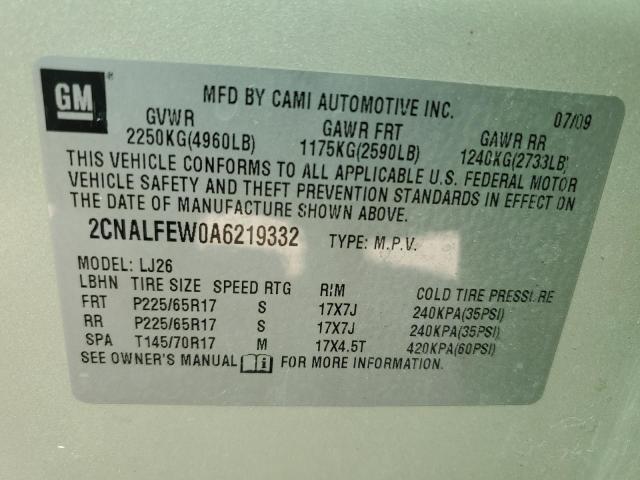 GM ®
MFD BY CAMI AUTOMOTIVE INC. 07/09
GVWR GAWR FRT GAWR RR
2250KG(4960LB) 1175KG(2590LB) 1240KG(2733LB)
THIS VEHICLE CONFORMS TO ALL APPLICABLE U.S. FEDERAL MOTOR
VEHICLE SAFETY AND THEFT PREVENTION STANDARDS IN EFFECT ON
THE DATE OF MANUFACTURE SHOWN ABOVE.
2CNALFEW0A6219332 TYPE: M.P.V.
MODEL: LJ26
LBHN TIRE SIZE SPEED RTG RIM COLD TIRE PRESSURE
FRT P225/65R17 S 17X7J 240KPA(35PSI)
RR P225/65R17 S 17X7J 240KPA(35PSI)
SPA T145/70R17 M 17X4.5T 420KPA(60PSI)
SEE OWNER'S MANUAL i FOR MORE INFORMATION.